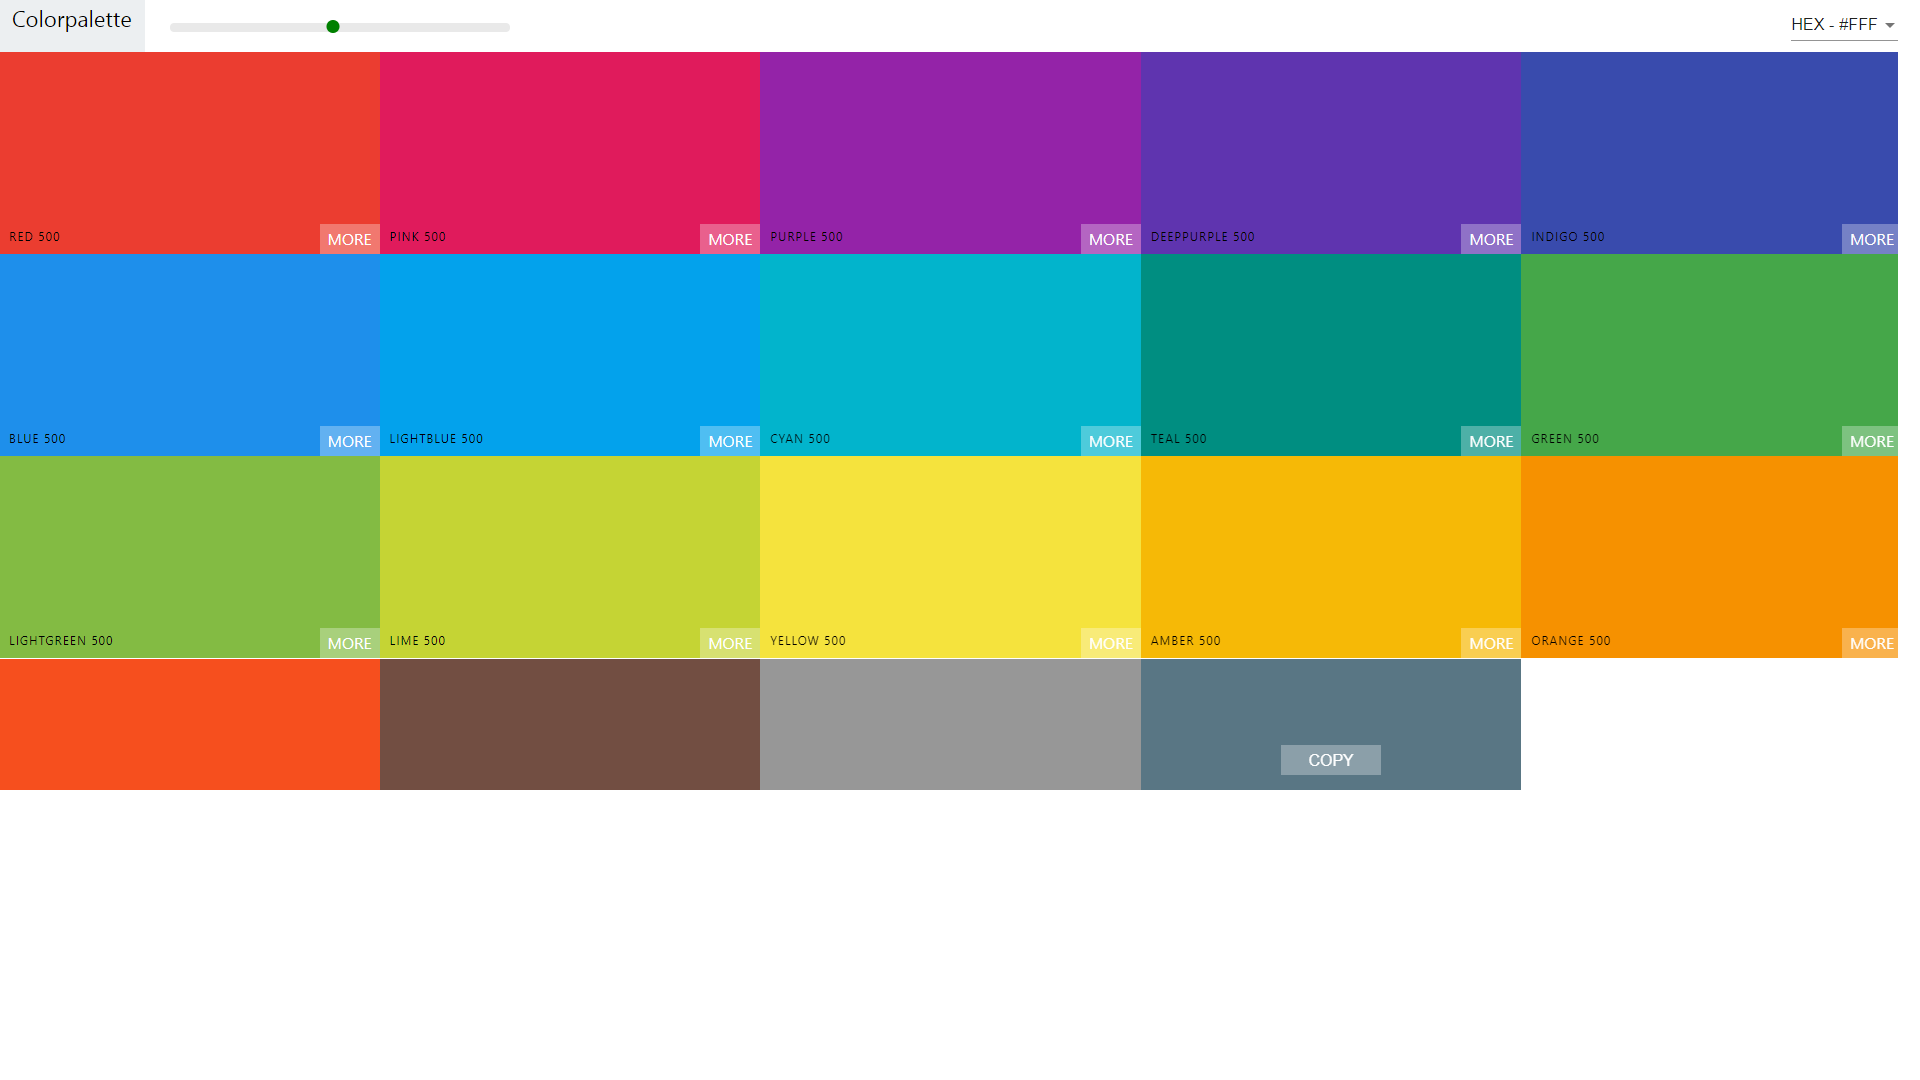 Colorpalette
HEX - #FFF
RED 500 MORE PINK 500 MORE PURPLE 500 MORE DEEPPURPLE 500 MORE INDIGO 500 MORE
BLUE 500 MORE LIGHTBLUE 500 MORE CYAN 500 MORE TEAL 500 MORE GREEN 500 MORE
LIGHTGREEN 500 MORE LIME 500 MORE YELLOW 500 MORE AMBER 500 MORE ORANGE 500 MORE
COPY